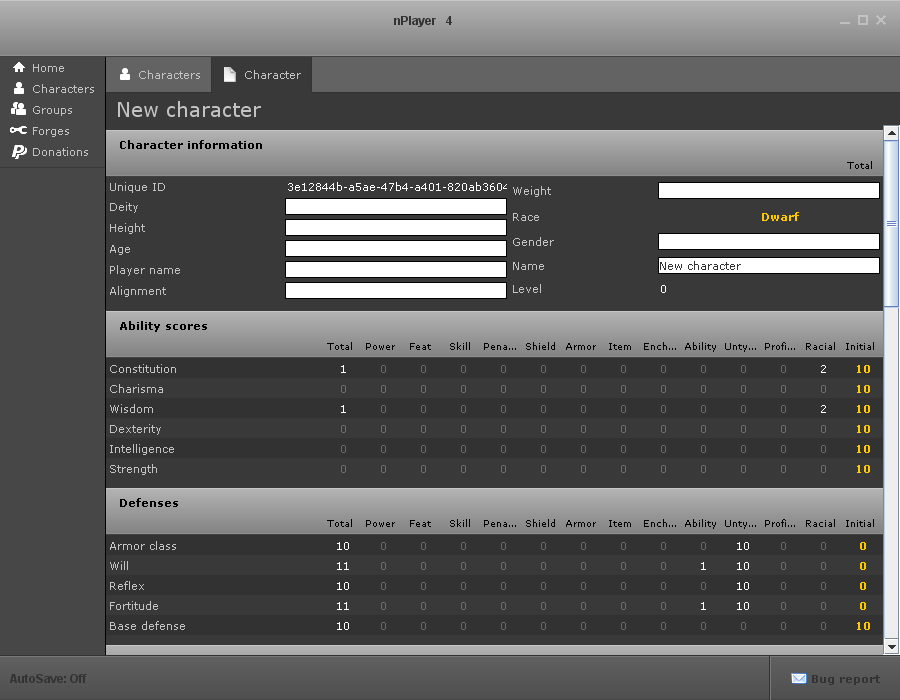 nPlayer 4
Home
Characters
Groups
Forges
Donations
Characters Character
New character
Character information
Total
Unique ID 3e12844b-a5ae-47b4-a401-820ab3604
Deity
Height
Age
Player name
Alignment
Weight
Race Dwarf
Gender
Name New character
Level 0
Ability scores
Total Power Feat Skill Pena... Shield Armor Item Ench... Ability Unty... Profi... Racial Initial
Constitution 1 0 0 0 0 0 0 0 0 0 0 0 2 10
Charisma 0 0 0 0 0 0 0 0 0 0 0 0 0 10
Wisdom 1 0 0 0 0 0 0 0 0 0 0 0 2 10
Dexterity 0 0 0 0 0 0 0 0 0 0 0 0 0 10
Intelligence 0 0 0 0 0 0 0 0 0 0 0 0 0 10
Strength 0 0 0 0 0 0 0 0 0 0 0 0 0 10
Defenses
Total Power Feat Skill Pena... Shield Armor Item Ench... Ability Unty... Profi... Racial Initial
Armor class 10 0 0 0 0 0 0 0 0 0 10 0 0 0
Will 11 0 0 0 0 0 0 0 0 1 10 0 0 0
Reflex 10 0 0 0 0 0 0 0 0 0 10 0 0 0
Fortitude 11 0 0 0 0 0 0 0 0 1 10 0 0 0
Base defense 10 0 0 0 0 0 0 0 0 0 0 0 0 10
AutoSave: Off
Bug report